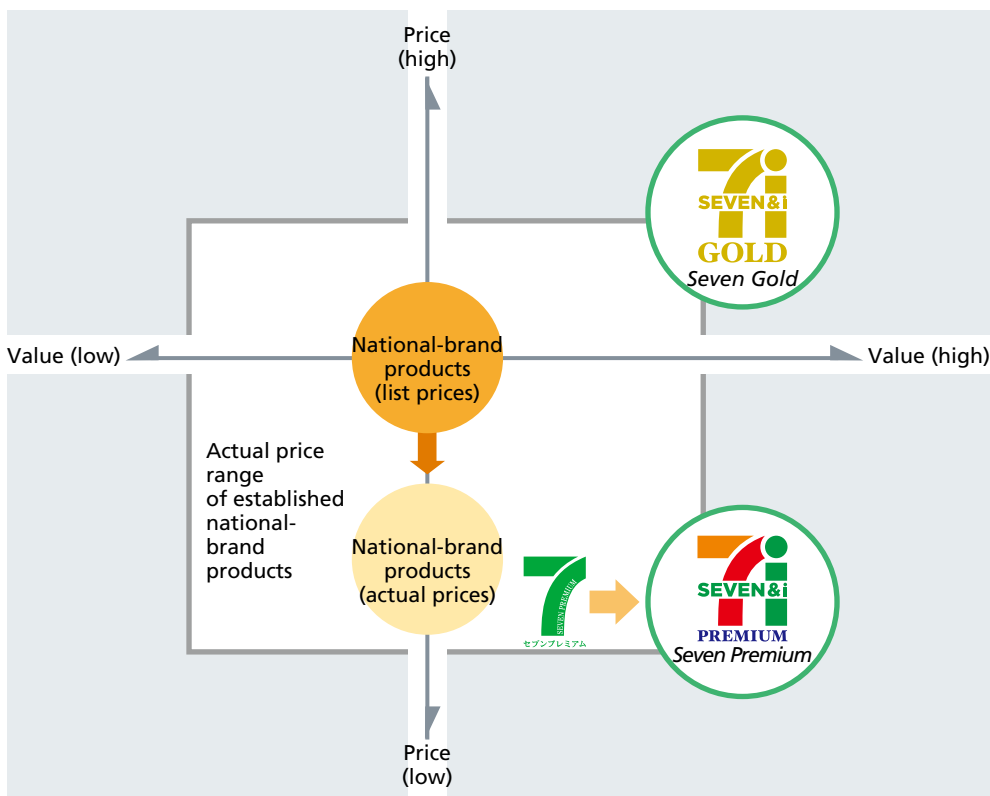 Price
(high)
SEVEN&i
GOLD
Seven Gold
Value (low)
National-brand
products
(list prices)
Value (high)
Actual price
range
of established
national-
brand
products
National-brand
products
(actual prices)
SEVEN PREMIUM
セブンプレミアム
SEVEN&i
PREMIUM
Seven Premium
Price
(low)